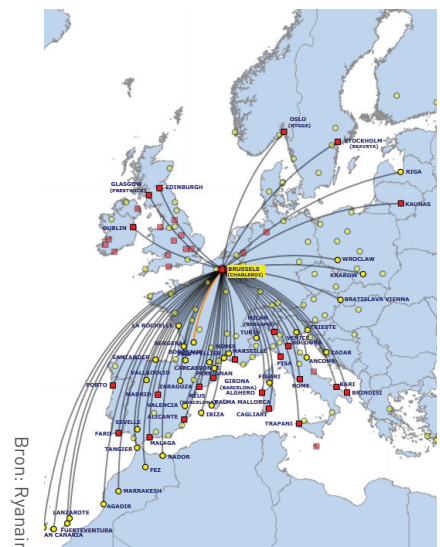 OSLO
(RYGGE)
STOCKHOLM
(SKAVSTA)
RIGA
GLASGOW
(PRESTWICK)
EDINBURGH
KAUNAS
DUBLIN
WROCLAW
BRUSSELS
(CHARLEROI)
KRAKOW
BRATISLAVA VIENNA
LA ROCHELLE
MILAN
(BERGAMO)
TRIESTE
TURIN
VENICE
BOLOGNA
BERGERAC
NIMES
ZADAR
MARSEILLE
SANTANDER
PISA
ANCONA
CARCASSONNE
PERPIGNAN
VALLADOLID
GIRONA
(BARCELONA)
FIGARI
ZARAGOZA
ROME
BARI
PORTO
REUS
(BARCELONA)
ALGHERO
BRINDISI
MADRID
PALMA MALLORCA
VALENCIA
CAGLIARI
IBIZA
ALICANTE
TRAPANI
SEVILLE
FARO
MALAGA
TANGIER
NADOR
FEZ
MARRAKESH
AGADIR
LANZAROTE
FUERTEVENTURA
AN CANARIA
Bron: Ryanair